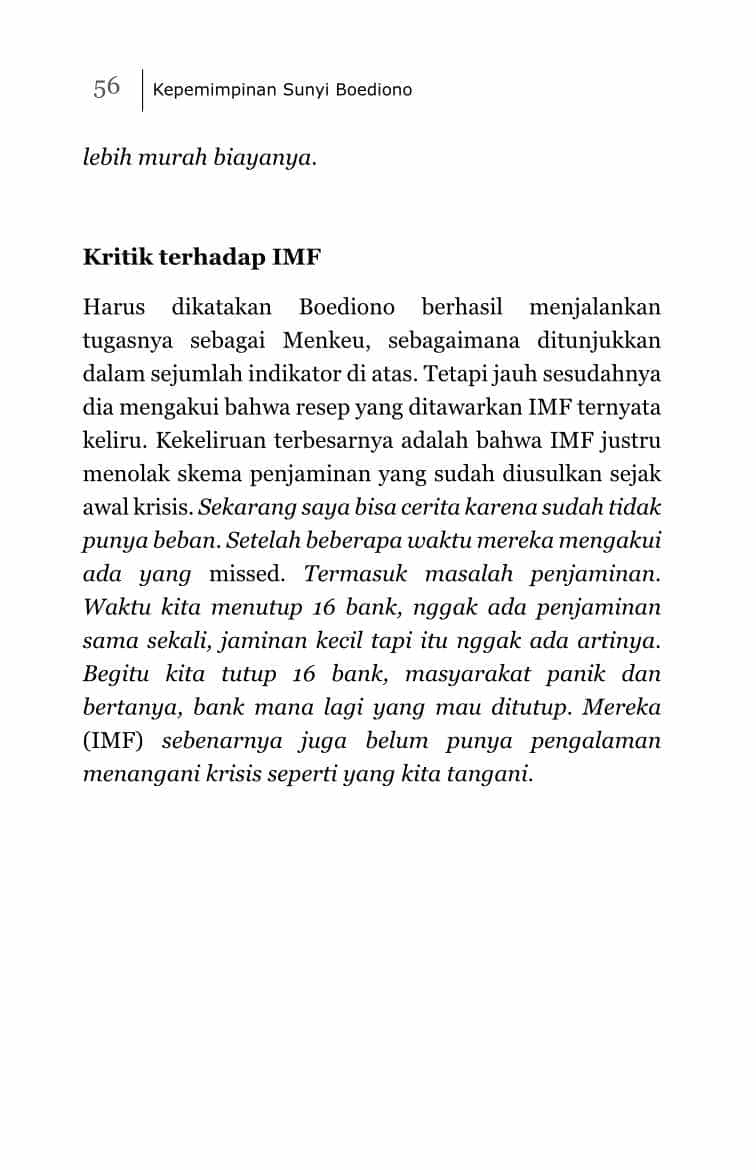 56
Kepemimpinan Sunyi Boediono
lebih murah biayanya.
Kritik terhadap IMF
Harus dikatakan Boediono berhasil menjalankan
tugasnya sebagai Menkeu, sebagaimana ditunjukkan
dalam sejumlah indikator di atas. Tetapi jauh sesudahnya
dia mengakui bahwa resep yang ditawarkan IMF ternyata
keliru. Kekeliruan terbesarnya adalah bahwa IMF justru
menolak skema penjaminan yang sudah diusulkan sejak
awal krisis. Sekarang saya bisa cerita karena sudah tidak
punya beban. Setelah beberapa waktu mereka mengakui
ada yang missed. Termasuk masalah penjaminan.
Waktu kita menutup 16 bank, nggak ada penjaminan
sama sekali, jaminan kecil tapi itu nggak ada artinya.
Begitu kita tutup 16 bank, masyarakat panik dan
bertanya, bank mana lagi yang mau ditutup. Mereka
(IMF) sebenarnya juga belum punya pengalaman
menangani krisis seperti yang kita tangani.